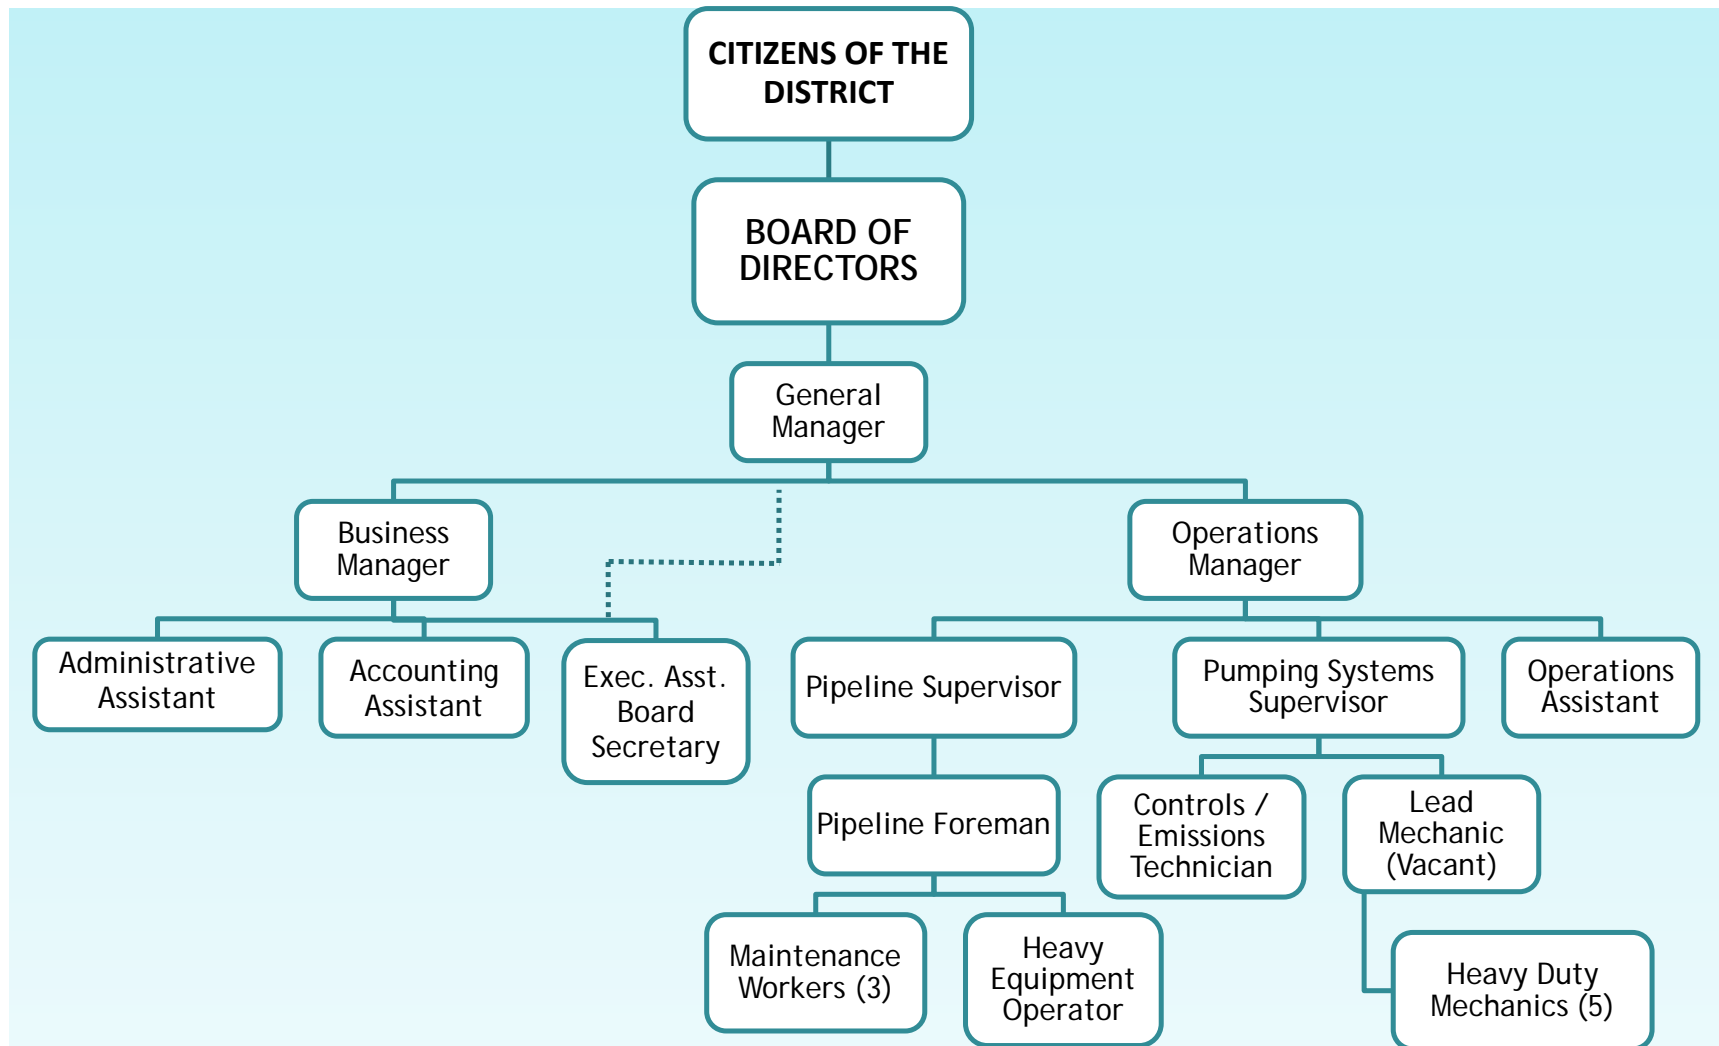 CITIZENS OF THE
DISTRICT
BOARD OF
DIRECTORS
General
Manager
Business
Manager
Operations
Manager
Administrative
Assistant
Accounting
Assistant
Exec. Asst.
Board
Secretary
Pipeline Supervisor
Pumping Systems
Supervisor
Operations
Assistant
Pipeline Foreman
Controls /
Emissions
Technician
Lead
Mechanic
(Vacant)
Maintenance
Workers (3)
Heavy
Equipment
Operator
Heavy Duty
Mechanics (5)